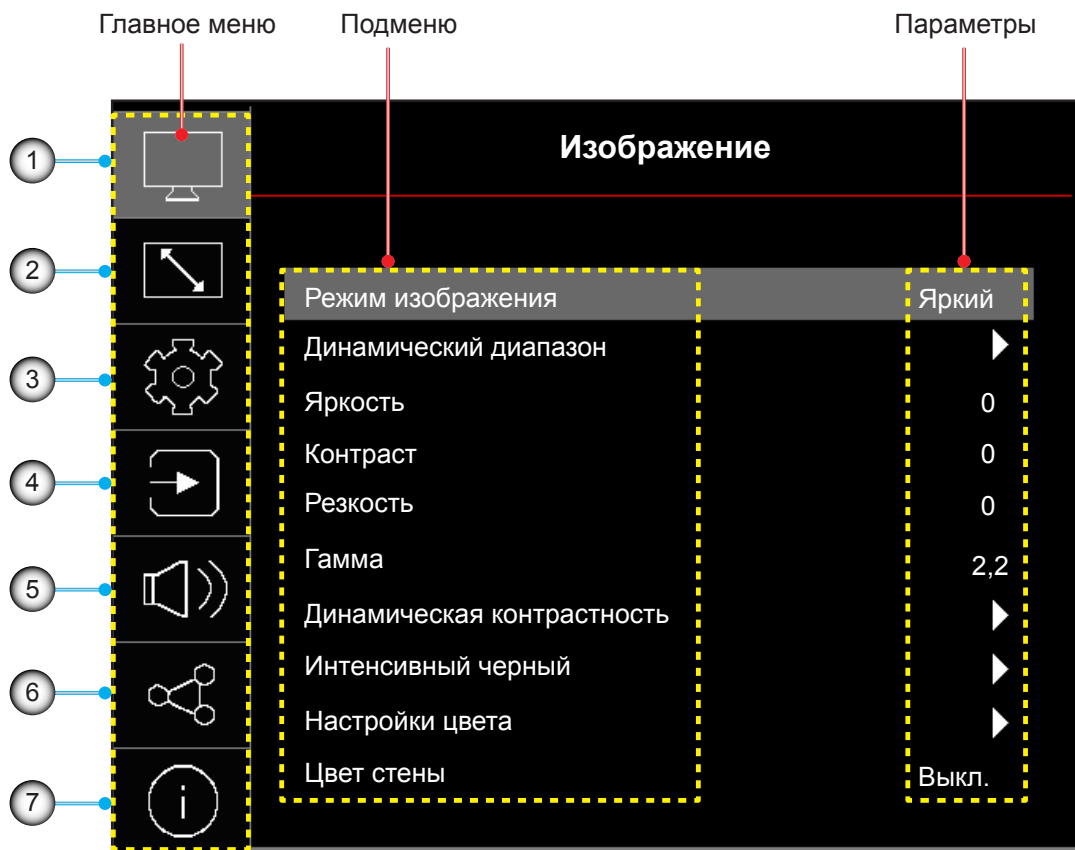 Главное меню Подменю Параметры
1 Изображение
2
Режим изображения Яркий
Динамический диапазон
3
Яркость 0
Контраст 0
4
Резкость 0
Гамма 2,2
5
Динамическая контрастность
Интенсивный черный
6
Настройки цвета
Цвет стены Выкл.
7 i